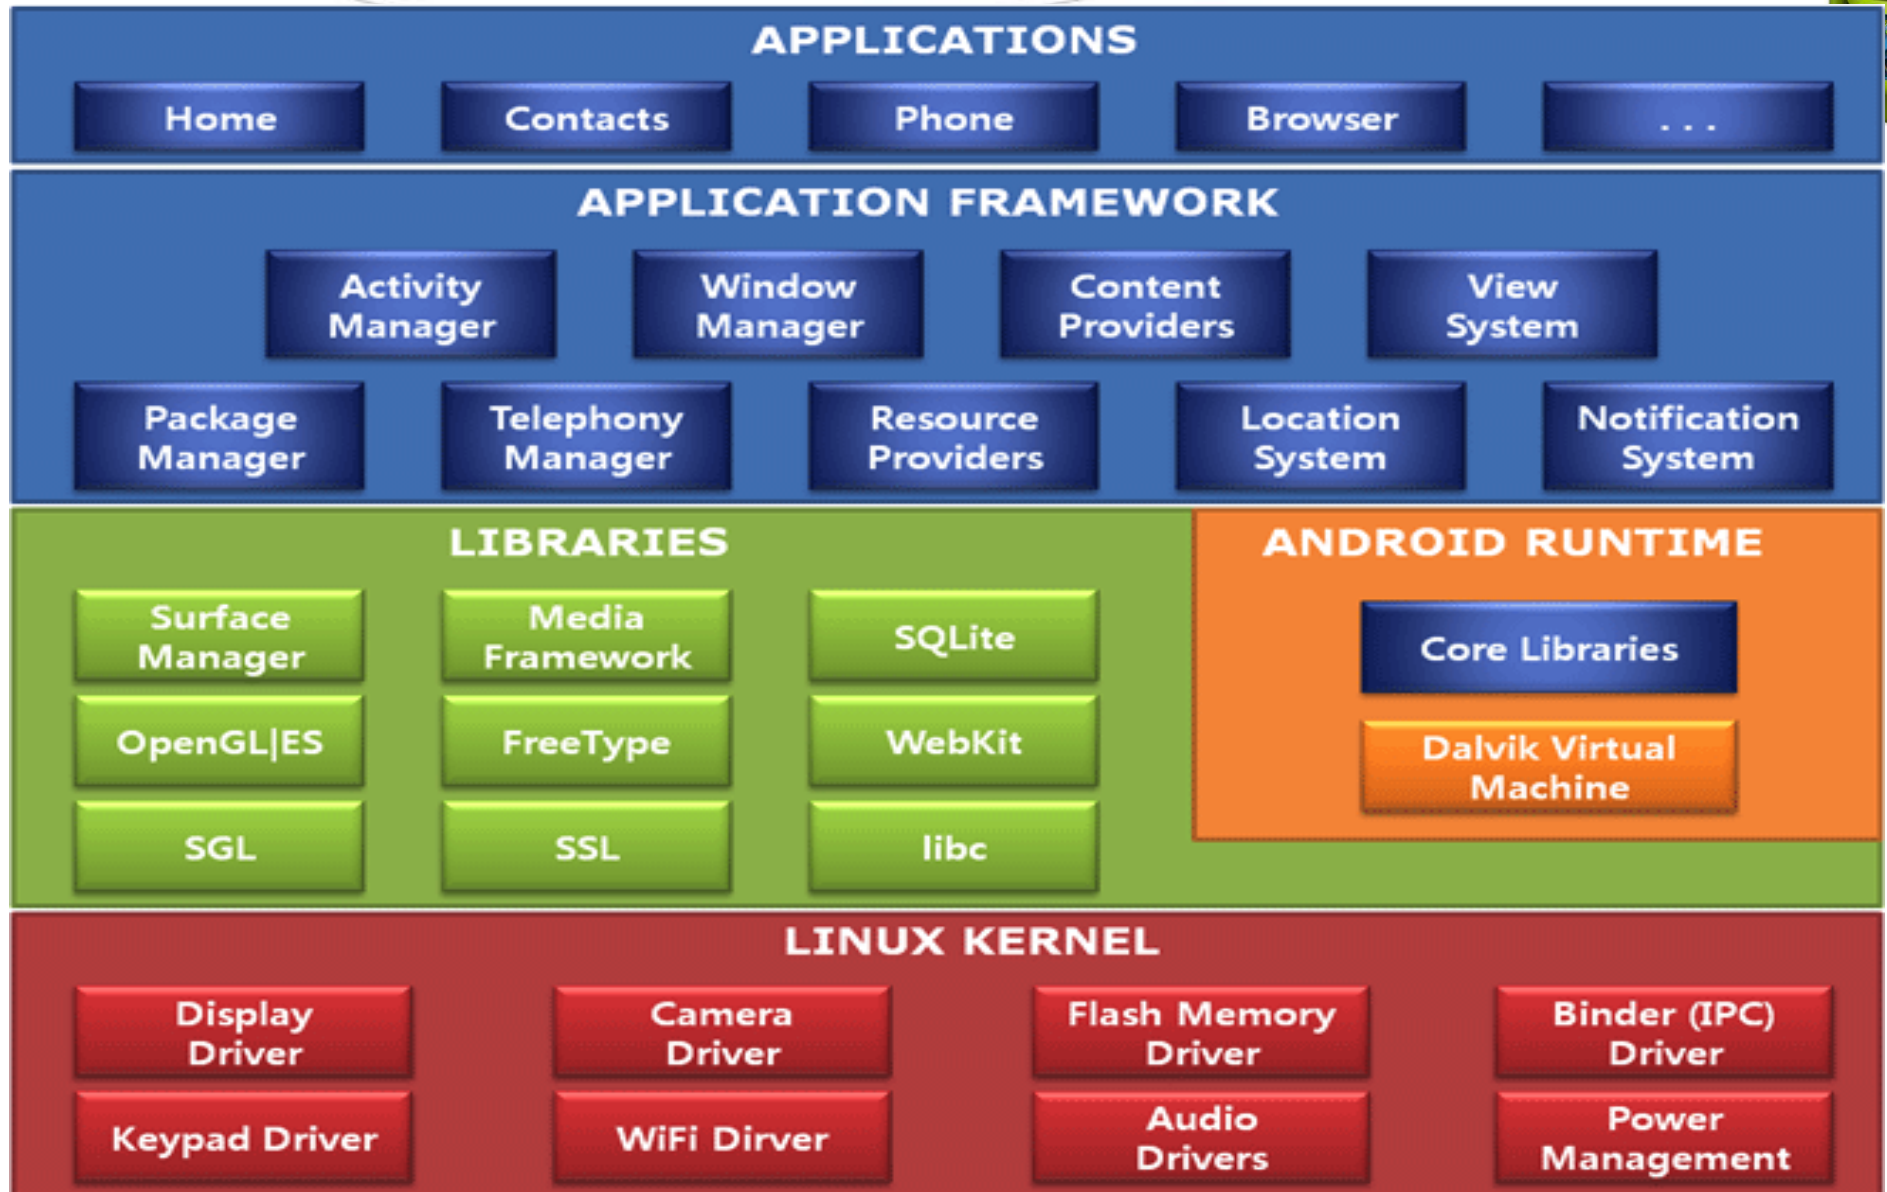 APPLICATIONS
Home
Contacts
Phone
Browser
. . .
APPLICATION FRAMEWORK
Activity
Manager
Window
Manager
Content
Providers
View
System
Package
Manager
Telephony
Manager
Resource
Providers
Location
System
Notification
System
LIBRARIES
Surface
Manager
Media
Framework
SQLite
OpenGL|ES
FreeType
WebKit
SGL
SSL
libc
ANDROID RUNTIME
Core Libraries
Dalvik Virtual
Machine
LINUX KERNEL
Display
Driver
Camera
Driver
Flash Memory
Driver
Binder (IPC)
Driver
Keypad Driver
WiFi Dirver
Audio
Drivers
Power
Management